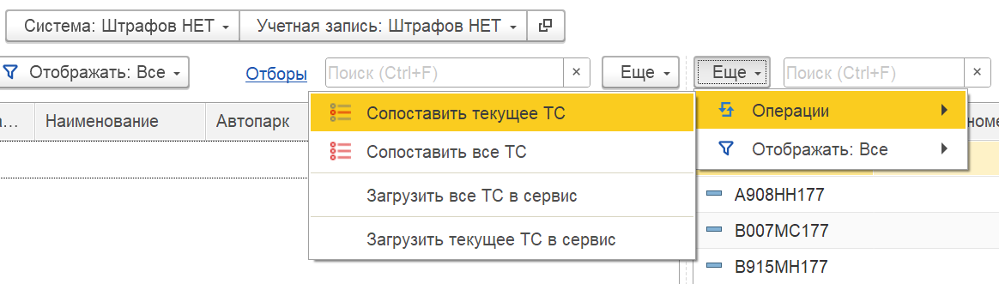 Система: Штрафов НЕТ Учетная запись: Штрафов НЕТ
Отображать: Все Отборы Поиск (Ctrl+F) × Еще Еще Поиск (Ctrl+F) ×
а... Наименование Автопарк номе
Сопоставить текущее ТС
Сопоставить все ТС
Загрузить все ТС в сервис
Загрузить текущее ТС в сервис
Операции
Отображать: Все
А908НН177
В007МС177
В915МН177